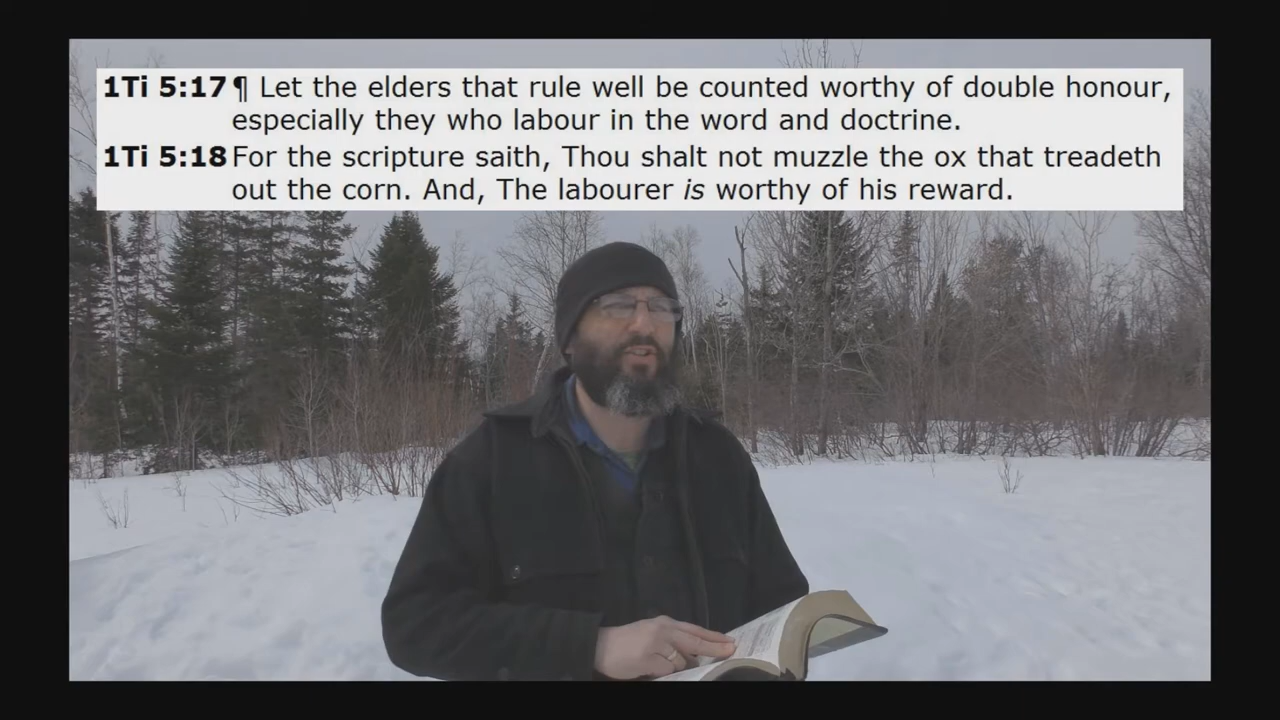 1Ti 5:17 ¶ Let the elders that rule well be counted worthy of double honour,
especially they who labour in the word and doctrine.
1Ti 5:18 For the scripture saith, Thou shalt not muzzle the ox that treadeth
out the corn. And, The labourer is worthy of his reward.